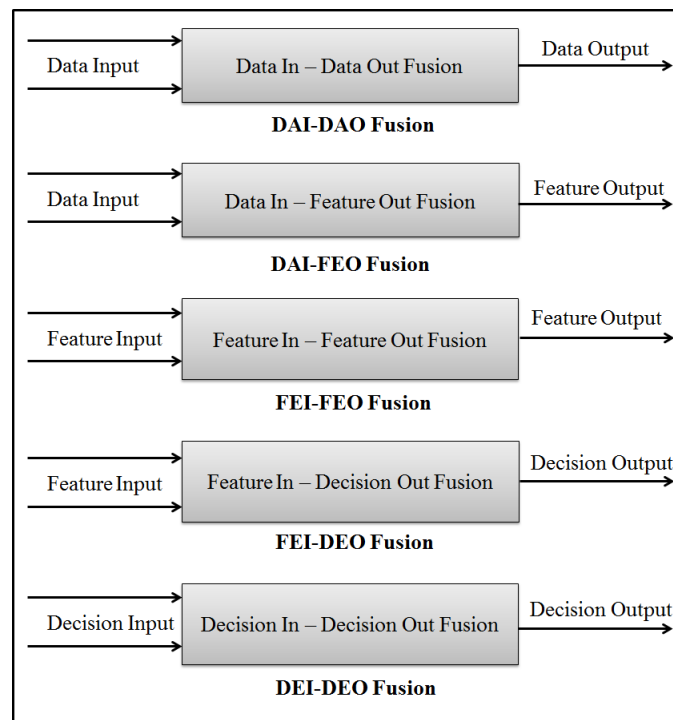 Data Input
Data In – Data Out Fusion
Data Output
DAI-DAO Fusion
Data Input
Data In – Feature Out Fusion
Feature Output
DAI-FEO Fusion
Feature Input
Feature In – Feature Out Fusion
Feature Output
FEI-FEO Fusion
Feature Input
Feature In – Decision Out Fusion
Decision Output
FEI-DEO Fusion
Decision Input
Decision In – Decision Out Fusion
Decision Output
DEI-DEO Fusion